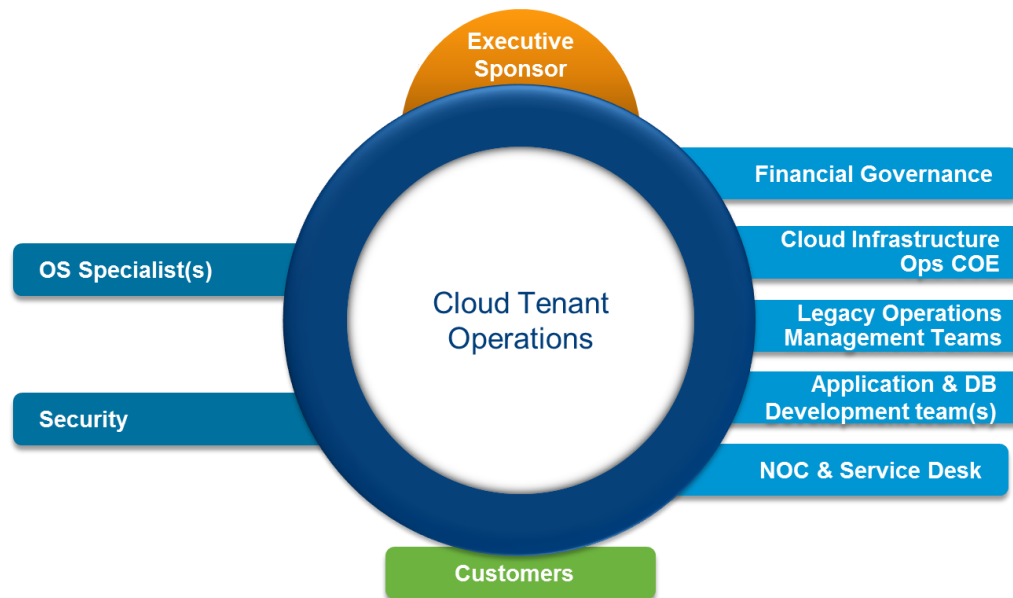 Executive
Sponsor
Financial Governance
Cloud Infrastructure
Ops COE
OS Specialist(s)
Cloud Tenant
Operations
Legacy Operations
Management Teams
Application & DB
Development team(s)
Security
NOC & Service Desk
Customers